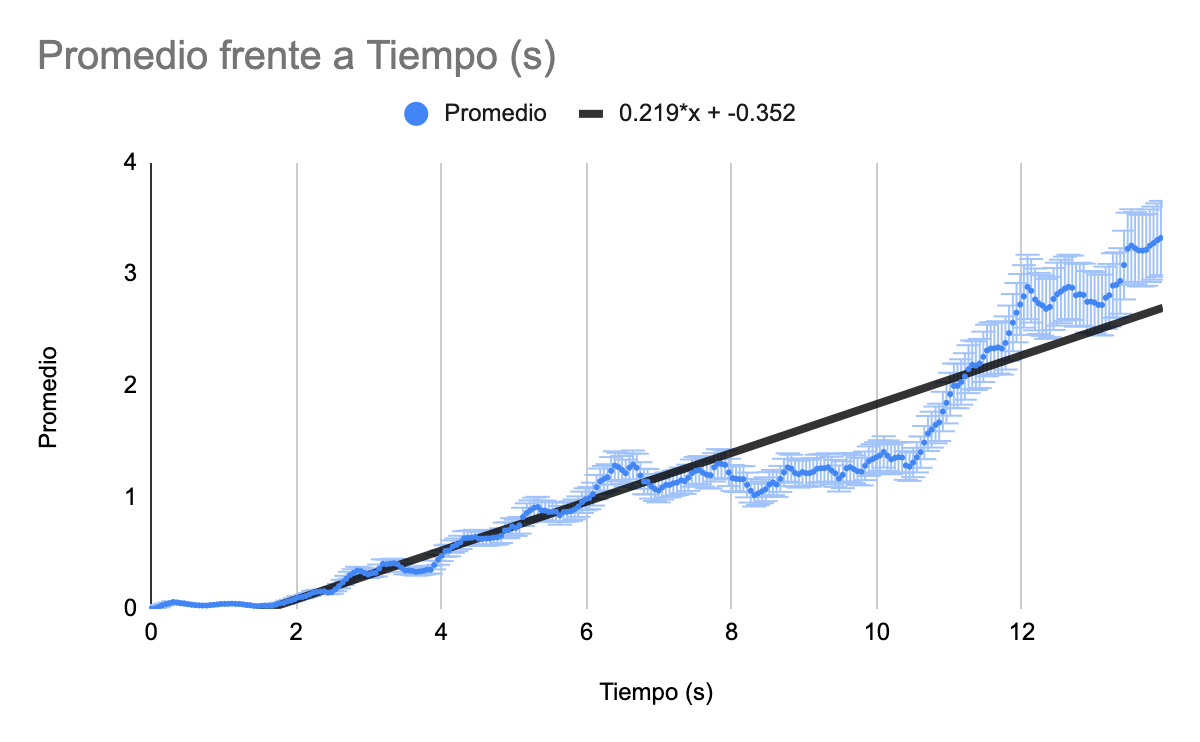 Promedio frente a Tiempo (s)
Promedio 0.219*x + -0.352
4
3
2
1
0
Promedio
0 2 4 6 8 10 12
Tiempo (s)